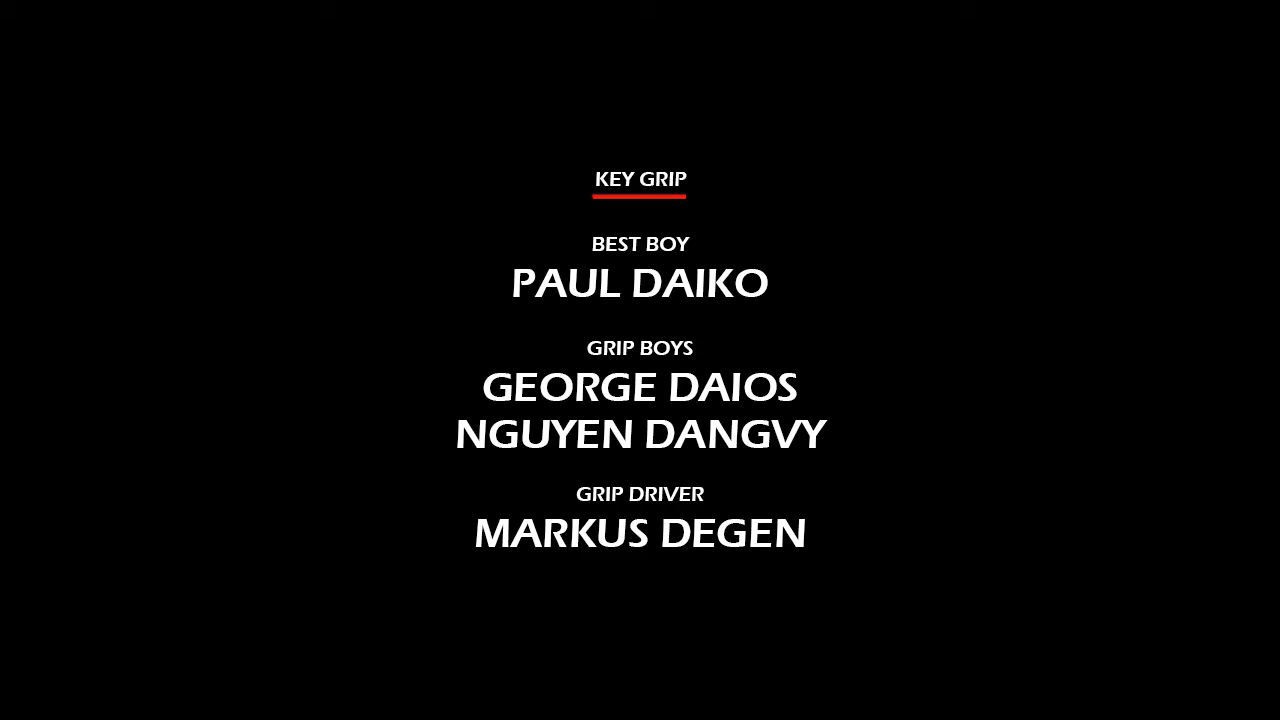 KEY GRIP
BEST BOY
PAUL DAIKO
GRIP BOYS
GEORGE DAIOS
NGUYEN DANGVY
GRIP DRIVER
MARKUS DEGEN